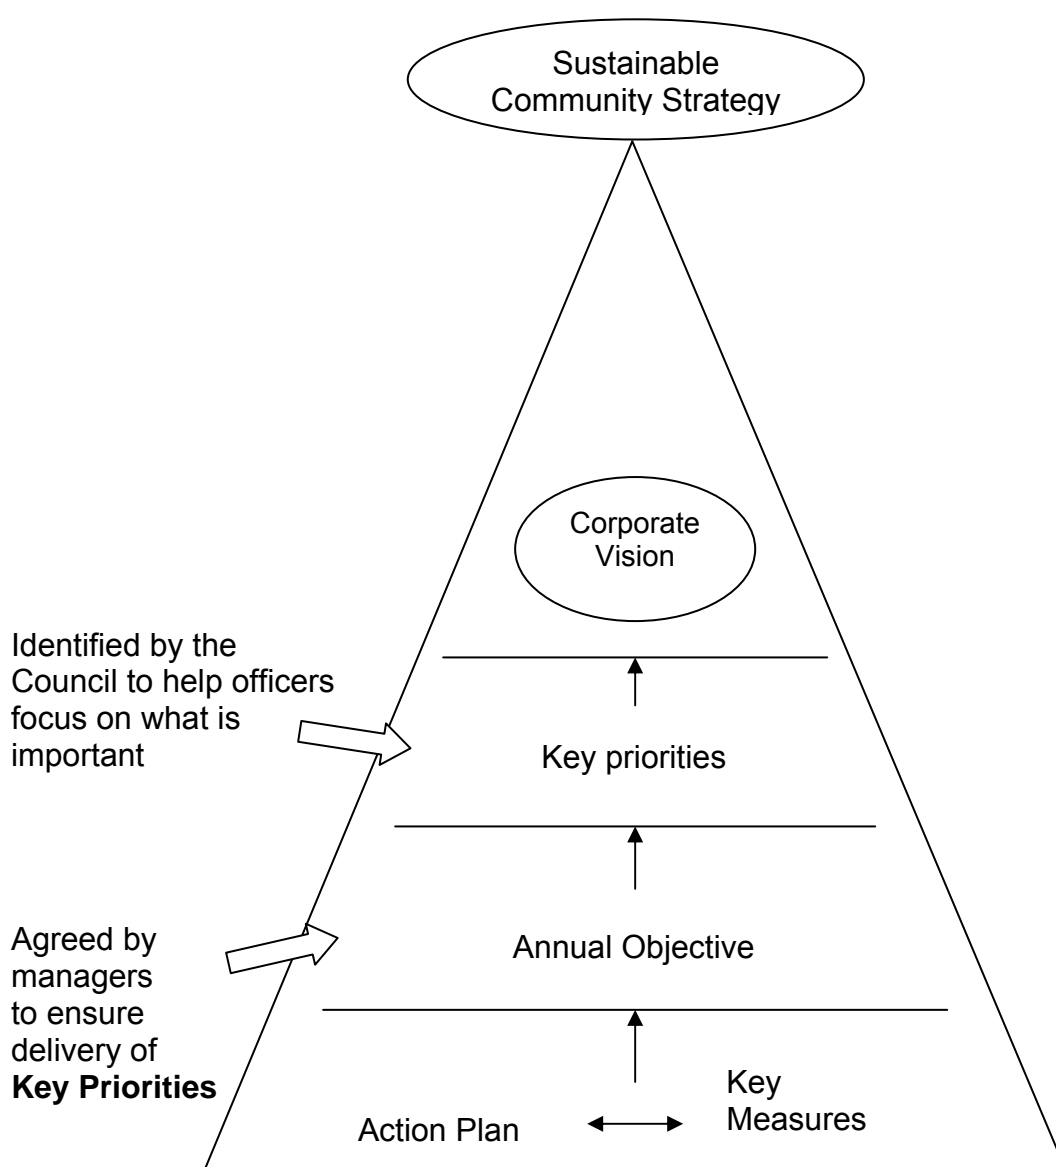 Sustainable
Community Strategy
Corporate
Vision
Identified by the
Council to help officers
focus on what is
important
Key priorities
Agreed by
managers
to ensure
delivery of
Key Priorities
Annual Objective
Key
Measures
Action Plan